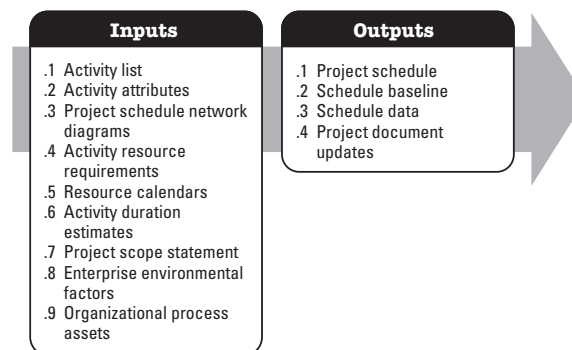 Inputs
.1 Activity list
.2 Activity attributes
.3 Project schedule network
diagrams
.4 Activity resource
requirements
.5 Resource calendars
.6 Activity duration
estimates
.7 Project scope statement
.8 Enterprise environmental
factors
.9 Organizational process
assets
Outputs
.1 Project schedule
.2 Schedule baseline
.3 Schedule data
.4 Project document
updates